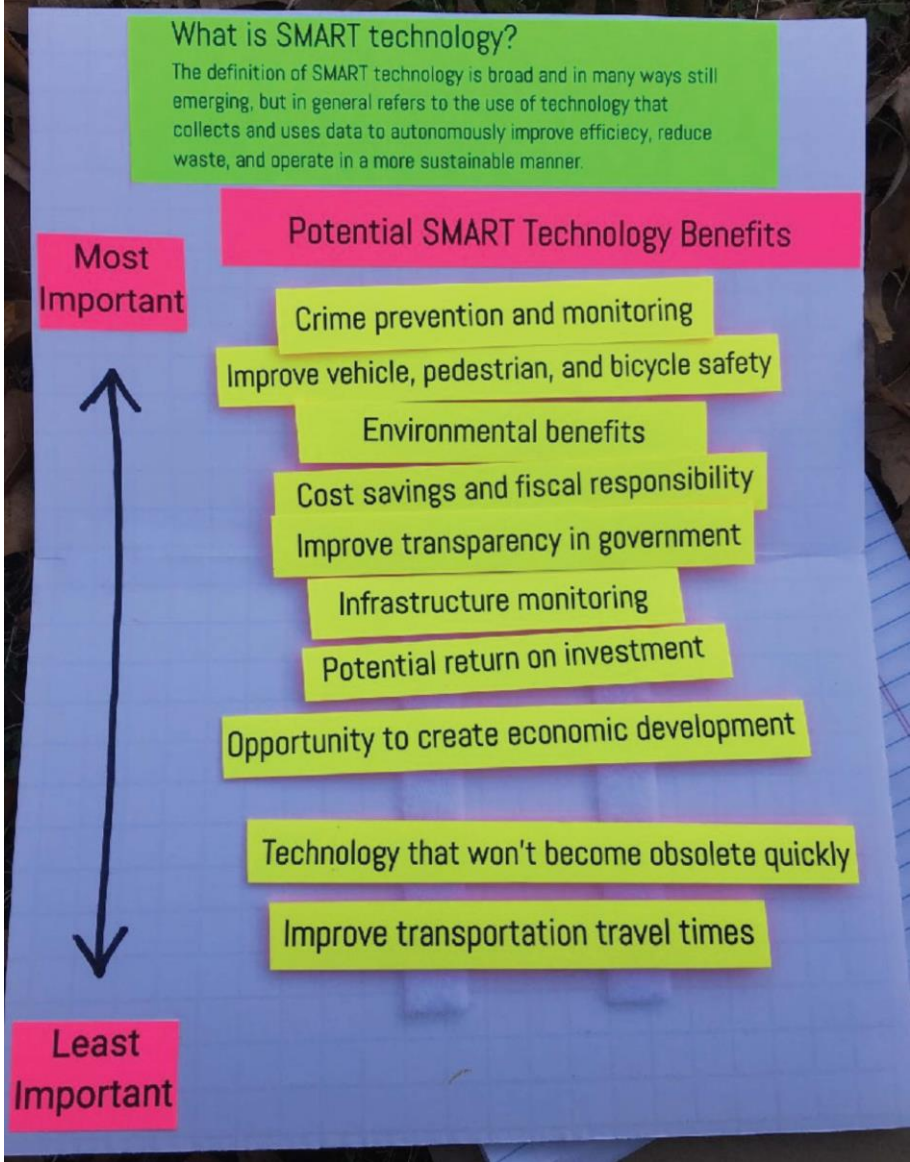 What is SMART technology?
The definition of SMART technology is broad and in many ways still
emerging, but in general refers to the use of technology that
collects and uses data to autonomously improve efficiecy, reduce
waste, and operate in a more sustainable manner.
Potential SMART Technology Benefits
Most
Important
Crime prevention and monitoring
Improve vehicle, pedestrian, and bicycle safety
Environmental benefits
Cost savings and fiscal responsibility
Improve transparency in government
Infrastructure monitoring
Potential return on investment
Opportunity to create economic development
Technology that won't become obsolete quickly
Improve transportation travel times
Least
Important